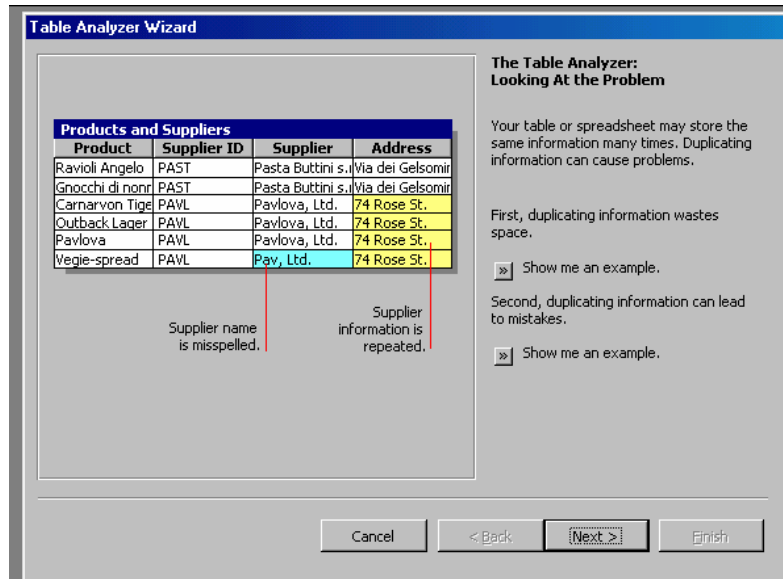 Table Analyzer Wizard
Products and Suppliers
Product Supplier ID Supplier Address
Ravioli Angelo PAST Pasta Buttini s.r Via dei Gelsomir
Gnocchi di nonr PAST Pasta Buttini s.r Via dei Gelsomir
Carnarvon Tige PAVL Pavlova, Ltd. 74 Rose St.
Outback Lager PAVL Pavlova, Ltd. 74 Rose St.
Pavlova PAVL Pavlova, Ltd. 74 Rose St.
Vegie-spread PAVL Pav, Ltd. 74 Rose St.
Supplier name
is misspelled.
Supplier
information is
repeated.
The Table Analyzer:
Looking At the Problem
Your table or spreadsheet may store the
same information many times. Duplicating
information can cause problems.
First, duplicating information wastes
space.
» Show me an example.
Second, duplicating information can lead
to mistakes.
» Show me an example.
Cancel < Back Next > Finish